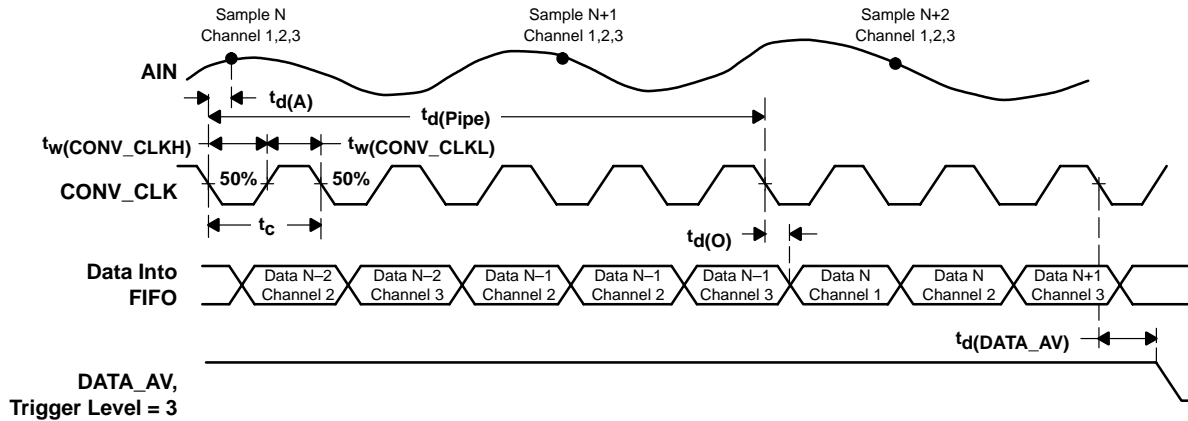 Sample N
Channel 1,2,3
Sample N+1
Channel 1,2,3
Sample N+2
Channel 1,2,3
AIN
td(A)
td(Pipe)
tw(CONV_CLKH)
tw(CONV_CLKL)
50%
50%
CONV_CLK
tc
td(O)
Data Into
FIFO
Data N–2
Channel 2
Data N–2
Channel 3
Data N–1
Channel 2
Data N–1
Channel 2
Data N–1
Channel 3
Data N
Channel 1
Data N
Channel 2
Data N+1
Channel 3
td(DATA_AV)
DATA_AV,
Trigger Level = 3